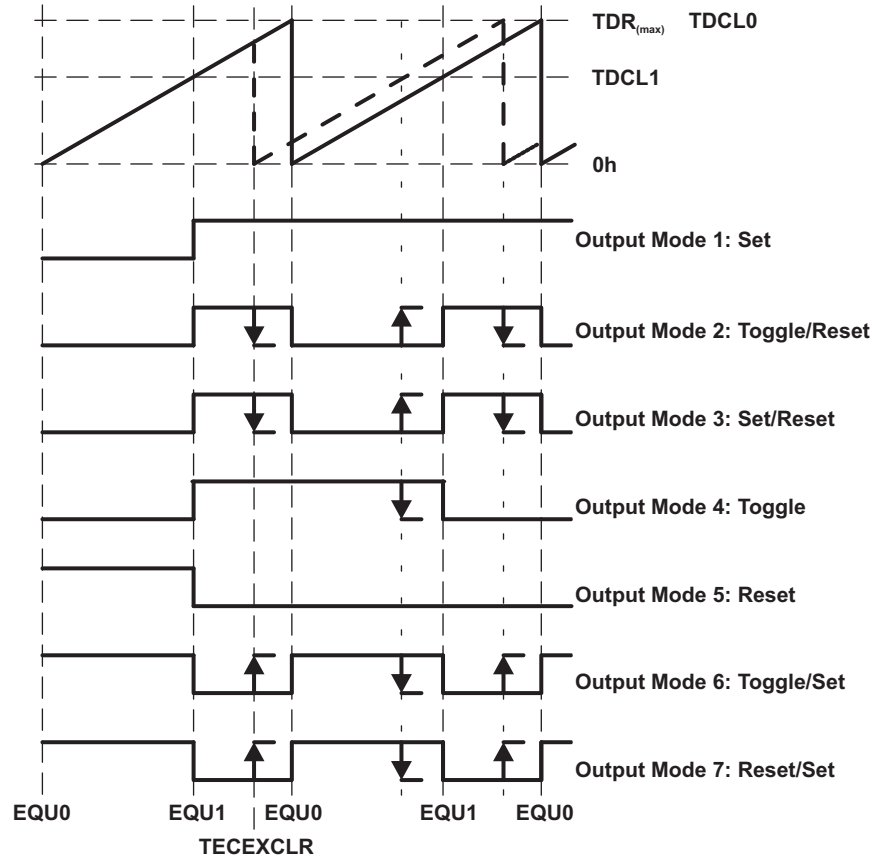 TDR(max) TDCL0
TDCL1
0h
Output Mode 1: Set
Output Mode 2: Toggle/Reset
Output Mode 3: Set/Reset
Output Mode 4: Toggle
Output Mode 5: Reset
Output Mode 6: Toggle/Set
Output Mode 7: Reset/Set
EQU0 EQU1 EQU0 EQU1 EQU0
TECEXCLR